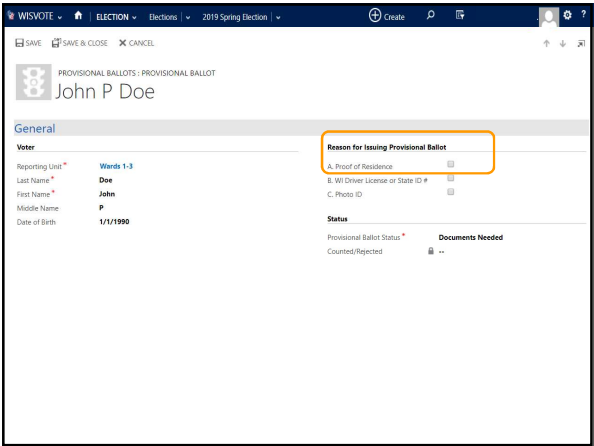 WISVOTE ELECTION Elections 2019 Spring Election Create ?
SAVE SAVE & CLOSE X CANCEL
PROVISIONAL BALLOTS : PROVISIONAL BALLOT
John P Doe
General
Voter
Reporting Unit * Wards 1-3
Last Name * Doe
First Name * John
Middle Name P
Date of Birth 1/1/1990
Reason for Issuing Provisional Ballot
A. Proof of Residence
B. WI Driver License or State ID #
C. Photo ID
Status
Provisional Ballot Status * Documents Needed
Counted/Rejected --